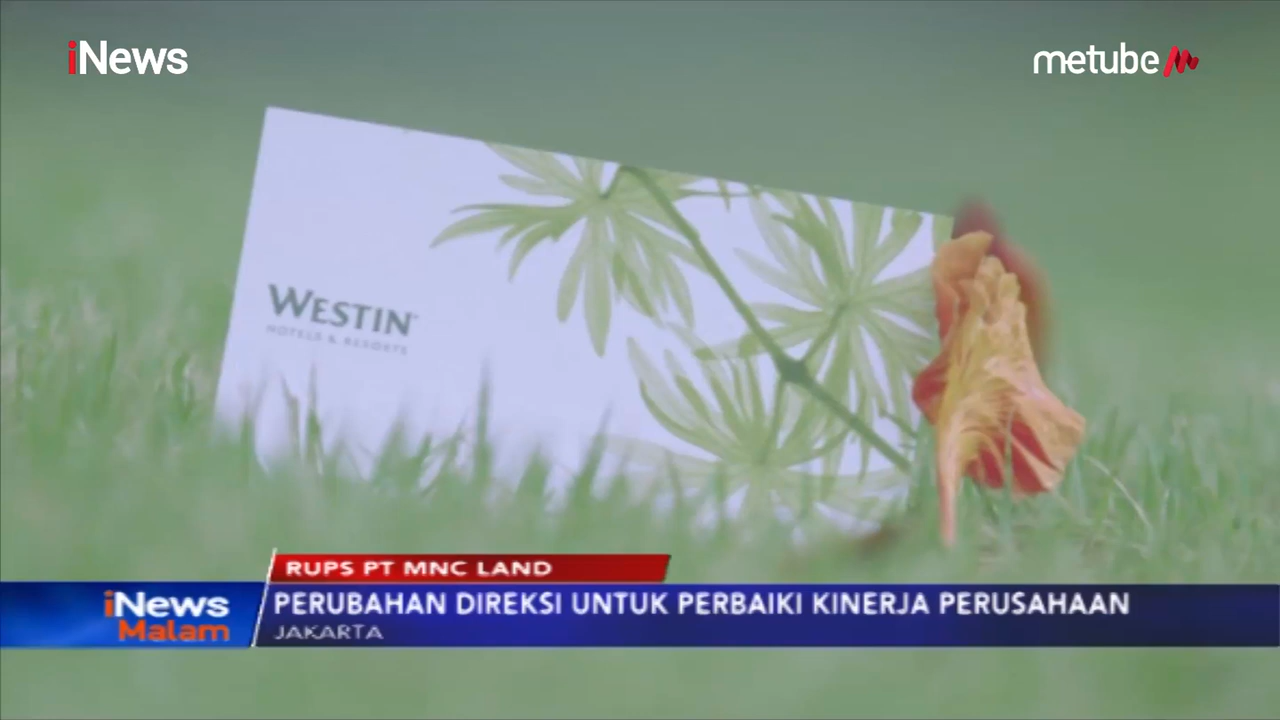 iNews
metube
WESTIN
HOTELS & RESORTS
RUPS PT MNC LAND
PERUBAHAN DIREKSI UNTUK PERBAIKI KINERJA PERUSAHAAN
JAKARTA
iNews
Malam